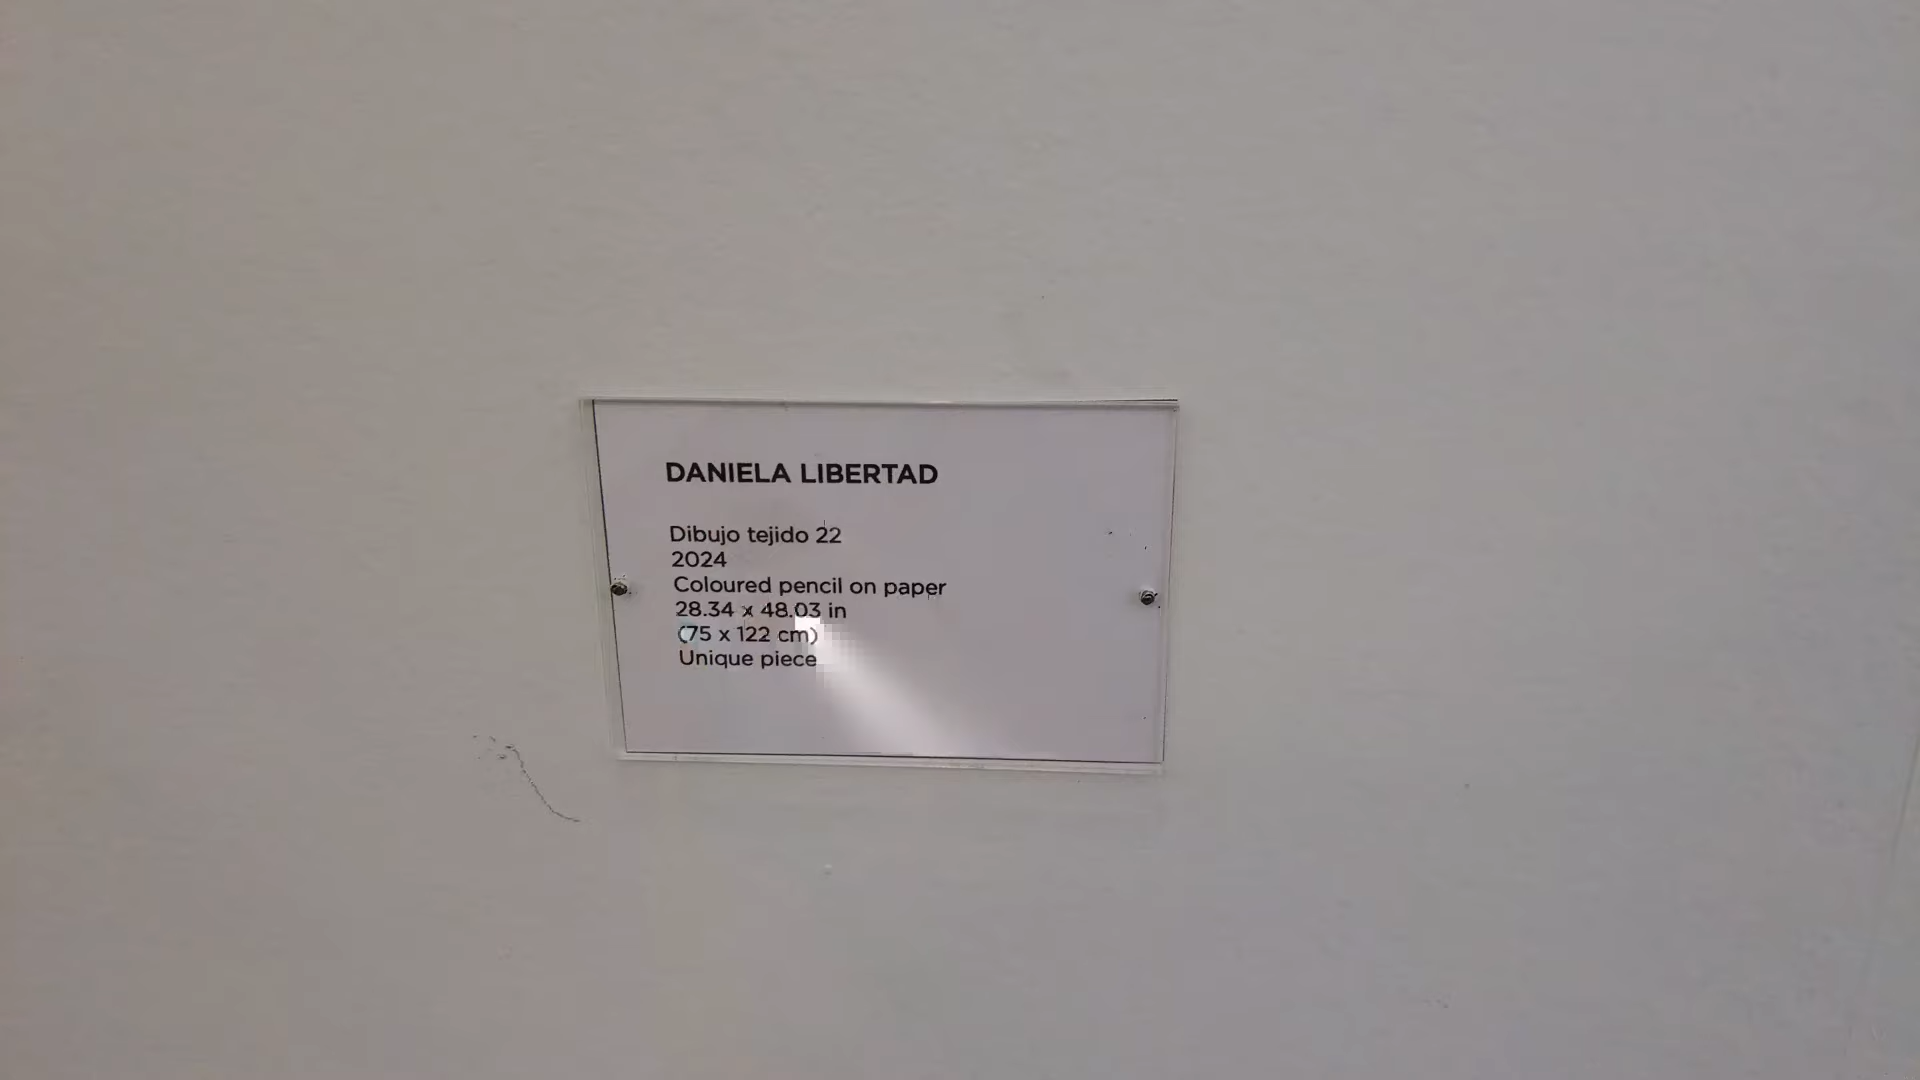 DANIELA LIBERTAD
Dibujo tejido 22
2024
Coloured pencil on paper
28.34 x 48.03 in
(75 x 122 cm)
Unique piece